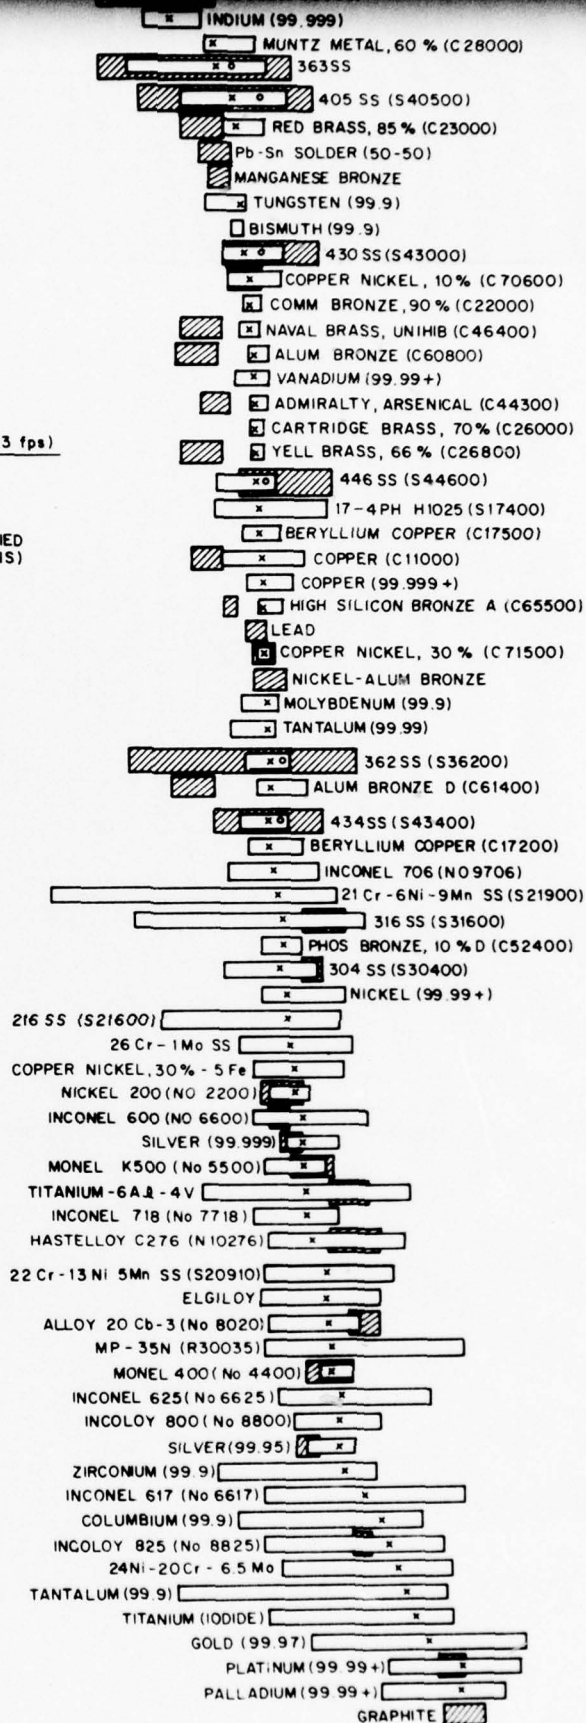 INDIUM (99.999)
MUNTZ METAL, 60 % (C28000)
363SS
405 SS (S40500)
RED BRASS, 85 % (C23000)
Pb-Sn SOLDER (50-50)
MANGANESE BRONZE
TUNGSTEN (99.9)
BISMUTH (99.9)
430 SS (S43000)
COPPER NICKEL, 10% (C70600)
COMM BRONZE, 90% (C22000)
NAVAL BRASS, UNIHIB (C46400)
ALUM BRONZE (C60800)
VANADIUM (99.99+)
ADMIRALTY, ARSENICAL (C44300)
CARTRIDGE BRASS, 70% (C26000)
3 fps)
YELL BRASS, 66% (C26800)
446 SS (S44600)
17-4PH H1025 (S17400)
BERYLLIUM COPPER (C17500)
IED
IS)
COPPER (C11000)
COPPER (99.999+)
HIGH SILICON BRONZE A (C65500)
LEAD
COPPER NICKEL, 30% (C71500)
NICKEL-ALUM BRONZE
MOLYBDENUM (99.9)
TANTALUM (99.99)
362 SS (S36200)
ALUM BRONZE D (C61400)
434SS (S43400)
BERYLLIUM COPPER (C17200)
INCONEL 706 (NO9706)
21 Cr-6Ni-9Mn SS (S21900)
316 SS (S31600)
PHOS BRONZE, 10 % D (C52400)
304 SS (S30400)
NICKEL (99.99+)
216 SS (S21600)
26 Cr-1Mo SS
COPPER NICKEL, 30% - 5 Fe
NICKEL 200 (NO 2200)
INCONEL 600 (NO 6600)
SILVER (99.999)
MONEL K500 (No 5500)
TITANIUM-6Al-4V
INCONEL 718 (No 7718)
HASTELLOY C276 (N10276)
22 Cr-13 Ni 5Mn SS (S20910)
ELGILOY
ALLOY 20 Cb-3 (No 8020)
MP-35N (R30035)
MONEL 400 (No 4400)
INCONEL 625 (No 6625)
INCOLOY 800 (No 8800)
SILVER (99.95)
ZIRCONIUM (99.9)
INCONEL 617 (No 6617)
COLUMBIUM (99.9)
INCOLOY 825 (No 8825)
24Ni-20Cr-6.5 Mo
TANTALUM (99.9)
TITANIUM (IODIDE)
GOLD (99.97)
PLATINUM (99.99+)
PALLADIUM (99.99+)
GRAPHITE